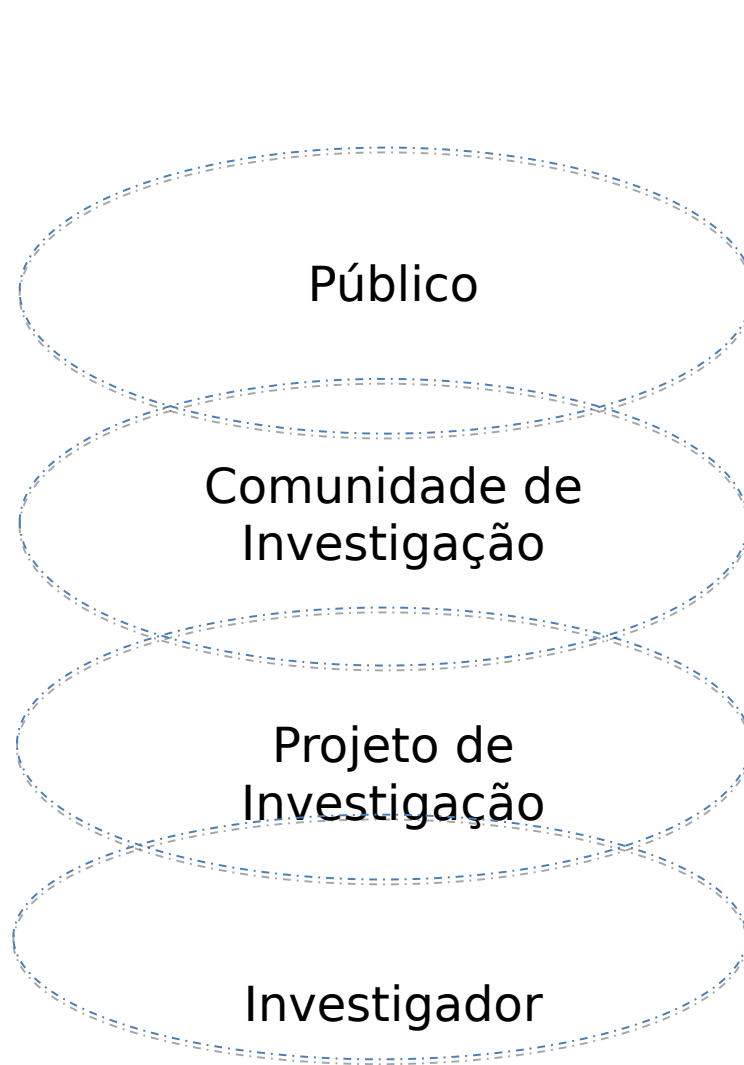 Público
Comunidade de
Investigação
Projeto de
Investigação
Investigador